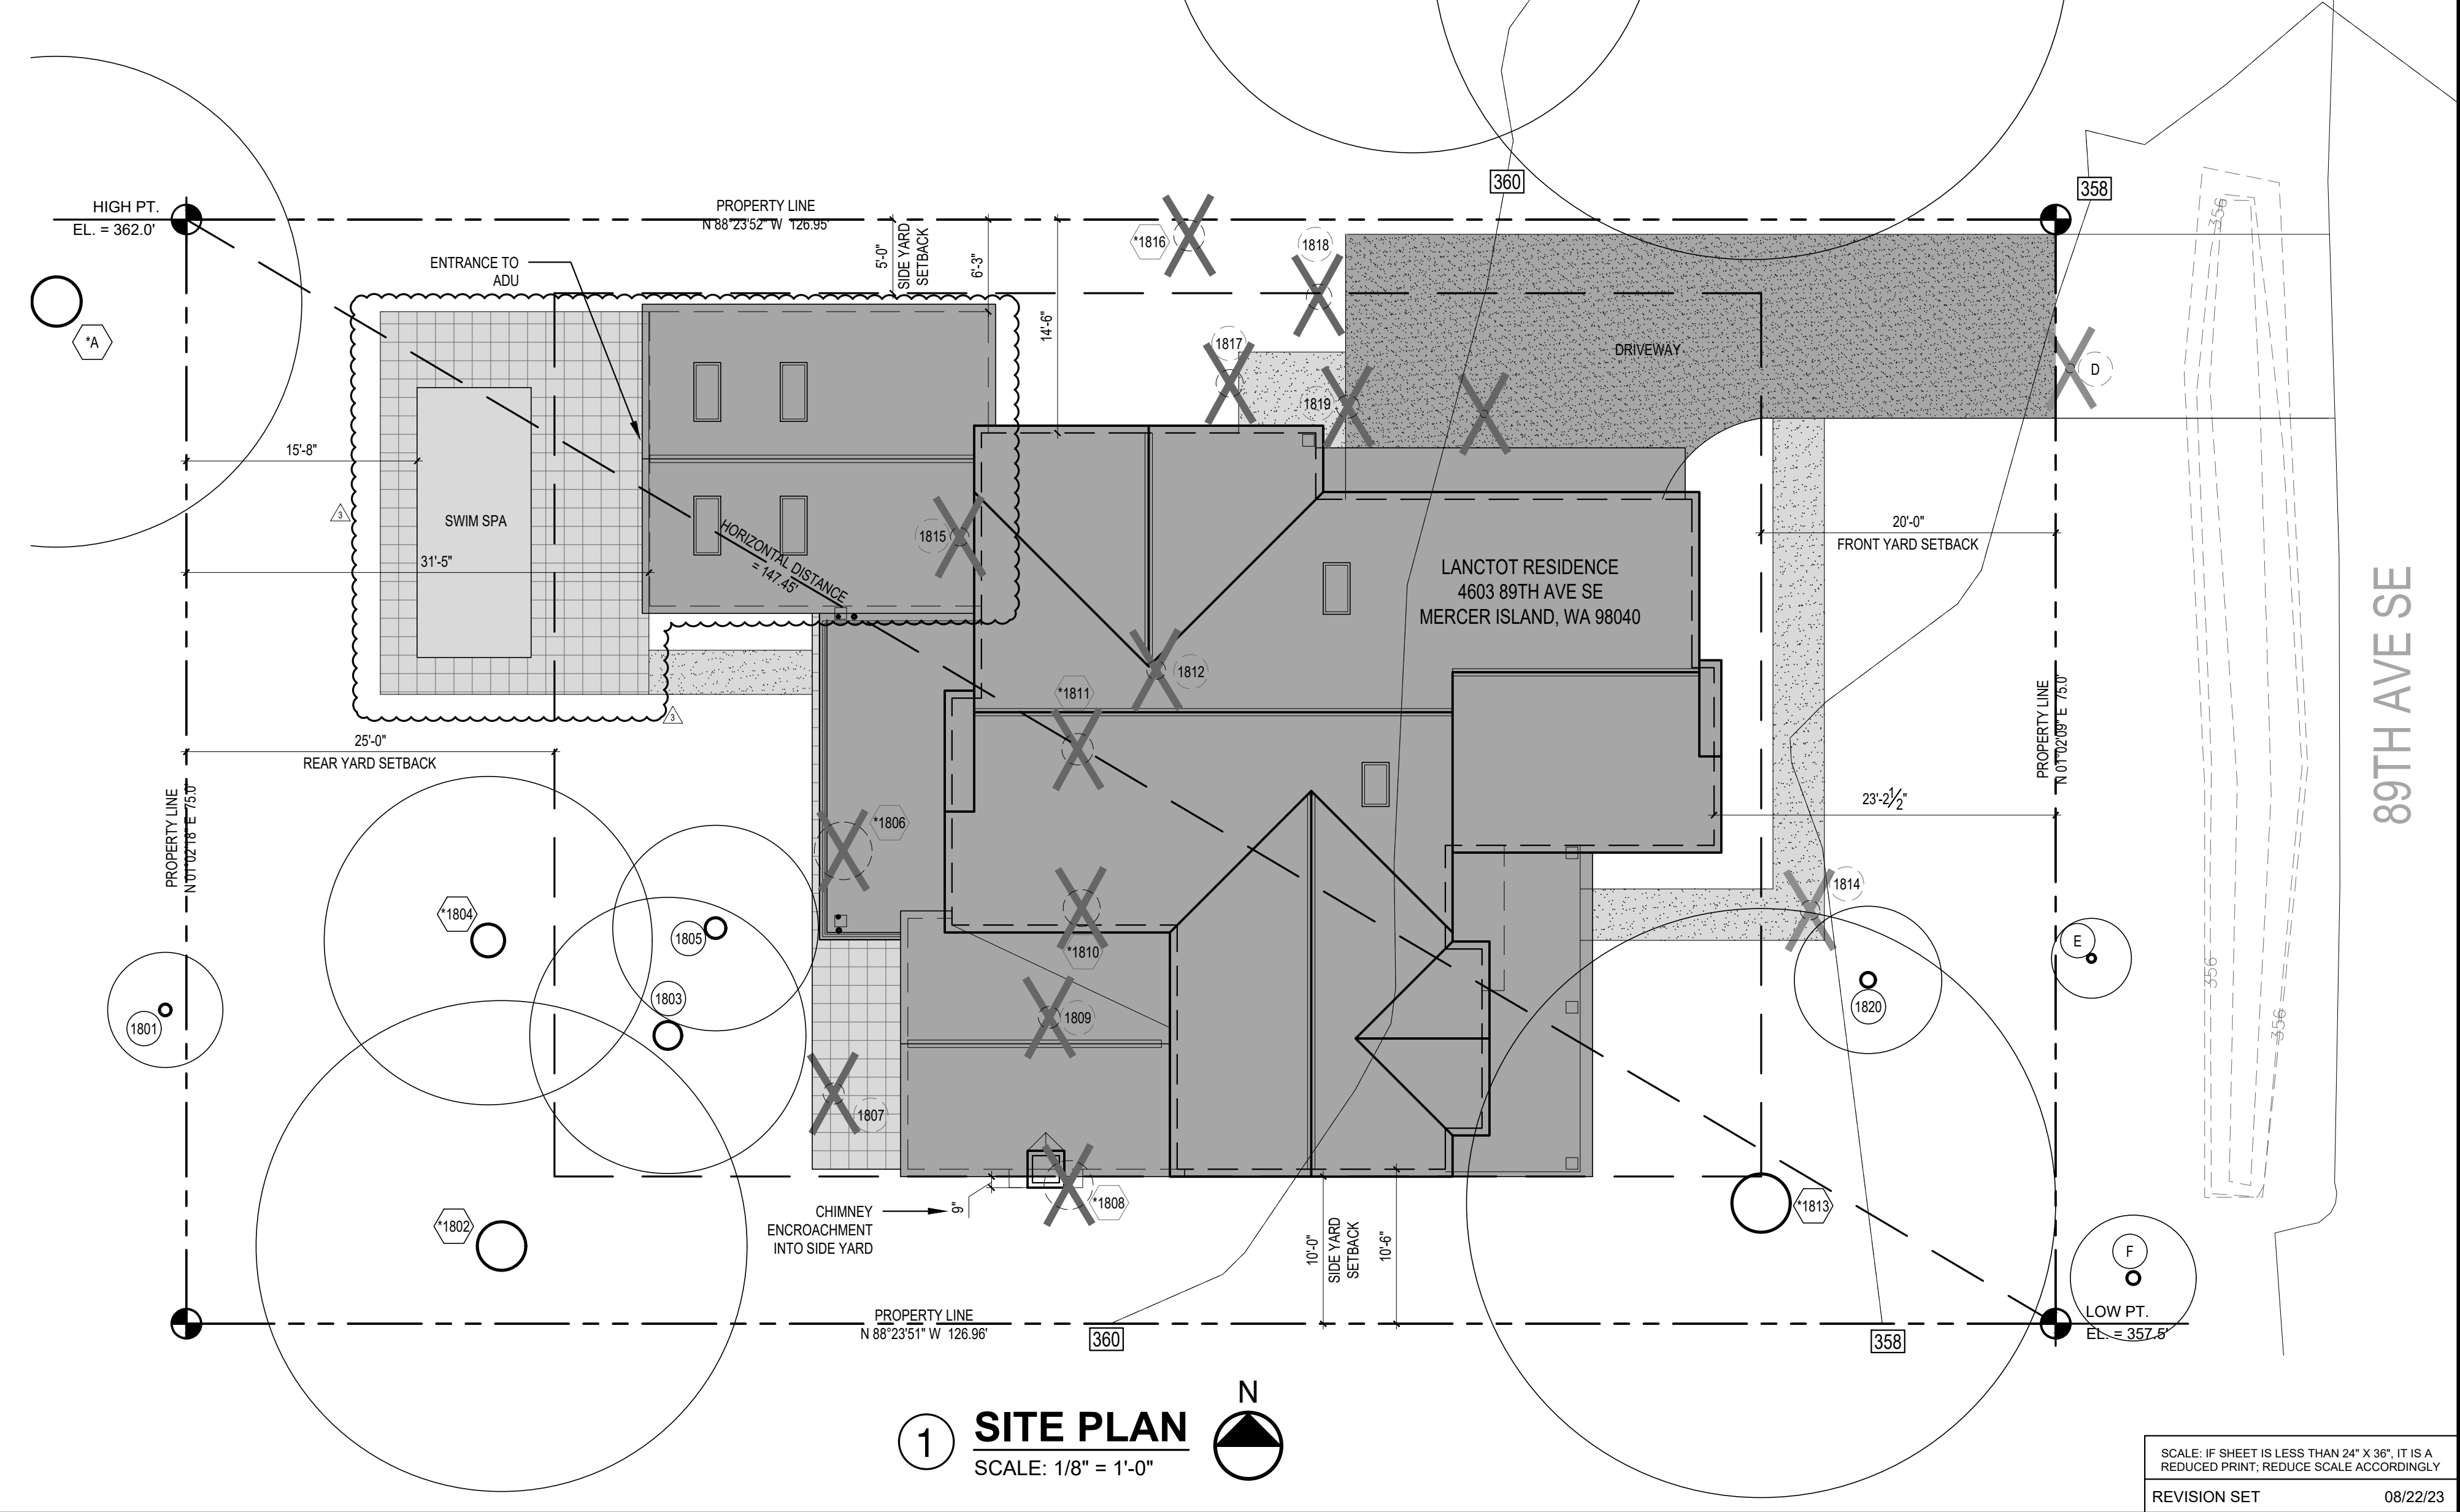 360
358
HIGH PT.
EL. = 362.0'
PROPERTY LINE
N 88°23'52" W 126.95'
*1816
1818
5'-0"
SIDE YARD
SETBACK
6'-3"
14'-6"
ENTRANCE TO
ADU
356
*A
1817
1819
DRIVEWAY
D
15'-8"
3
SWIM SPA
31'-5"
HORIZONTAL DISTANCE
= 147.45'
1815
20'-0"
FRONT YARD SETBACK
LANCTOT RESIDENCE
4603 89TH AVE SE
MERCER ISLAND, WA 98040
89TH AVE SE
1812
*1811
3
25'-0"
REAR YARD SETBACK
PROPERTY LINE
N 01°02'18" E 75.0'
PROPERTY LINE
N 01°02'09" E 75.0'
23'-2 1/2"
*1806
1814
*1804
1805
*1810
E
356
1801
1803
1809
1820
356
1807
*1802
CHIMNEY
ENCROACHMENT
INTO SIDE YARD
9"
*1808
10'-0"
SIDE YARD
SETBACK
10'-6"
*1813
F
LOW PT.
EL. = 357.5'
PROPERTY LINE
N 88°23'51" W 126.96'
360
358
N
1
SITE PLAN
SCALE: 1/8" = 1'-0"
SCALE: IF SHEET IS LESS THAN 24" X 36", IT IS A
REDUCED PRINT; REDUCE SCALE ACCORDINGLY
REVISION SET 08/22/23